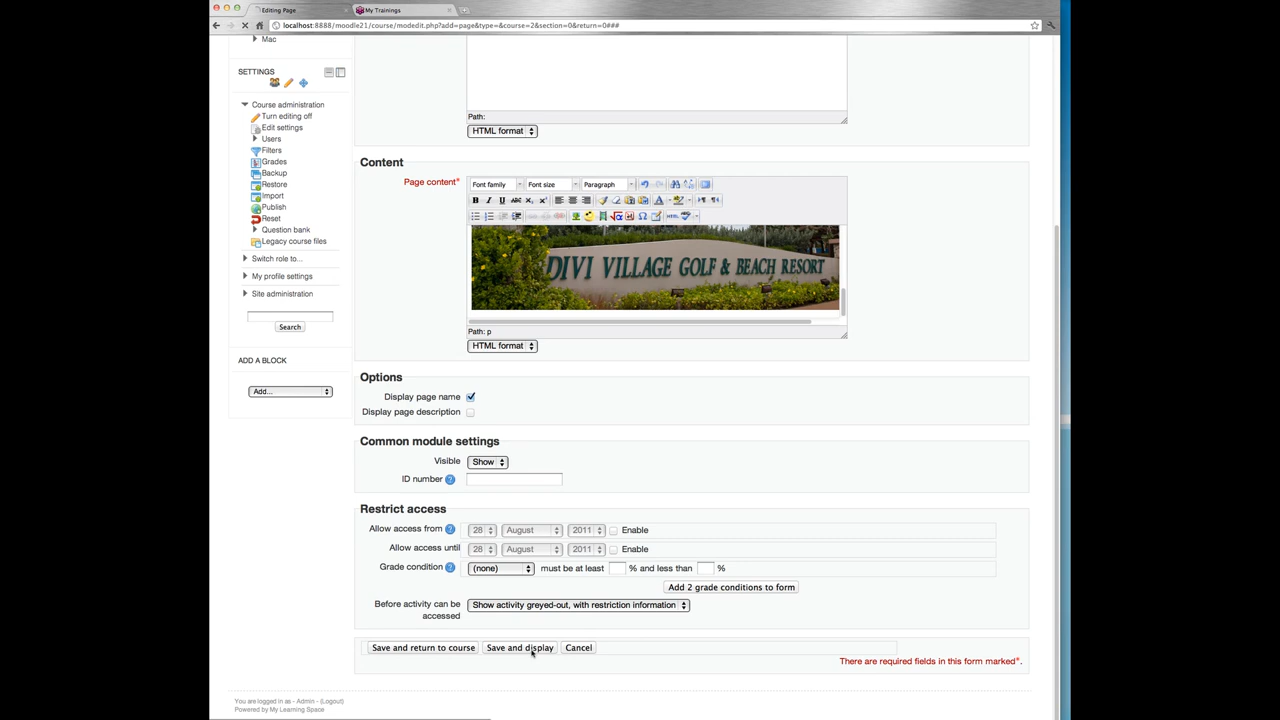 Editing Page
My Trainings
localhost:8888/moodle21/course/modedit.php?add=page&type=&course=2&section=0&return=0###
Mac
SETTINGS
Course administration
Turn editing off
Edit settings
Users
Filters
Grades
Backup
Restore
Import
Publish
Reset
Question bank
Legacy course files
Switch role to...
My profile settings
Site administration
Search
ADD A BLOCK
Add...
Path:
HTML format
Content
Page content*
Font family
Font size
Paragraph
B I U ABC x₂ x²
HTML
DIVI VILLAGE GOLF & BEACH RESORT
Path: p
HTML format
Options
Display page name
Display page description
Common module settings
Visible Show
ID number
Restrict access
Allow access from 28 August 2011 Enable
Allow access until 28 August 2011 Enable
Grade condition (none) must be at least % and less than %
Add 2 grade conditions to form
Before activity can be accessed Show activity greyed-out, with restriction information
Save and return to course Save and display Cancel
There are required fields in this form marked*.
You are logged in as - Admin - (Logout)
Powered by My Learning Space